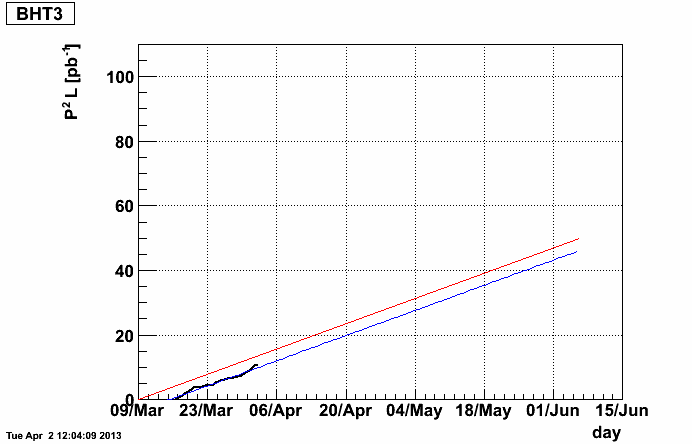 BHT3
P² L [pb⁻¹]
100
80
60
40
20
0
09/Mar 23/Mar 06/Apr 20/Apr 04/May 18/May 01/Jun 15/Jun
day
Tue Apr 2 12:04:09 2013